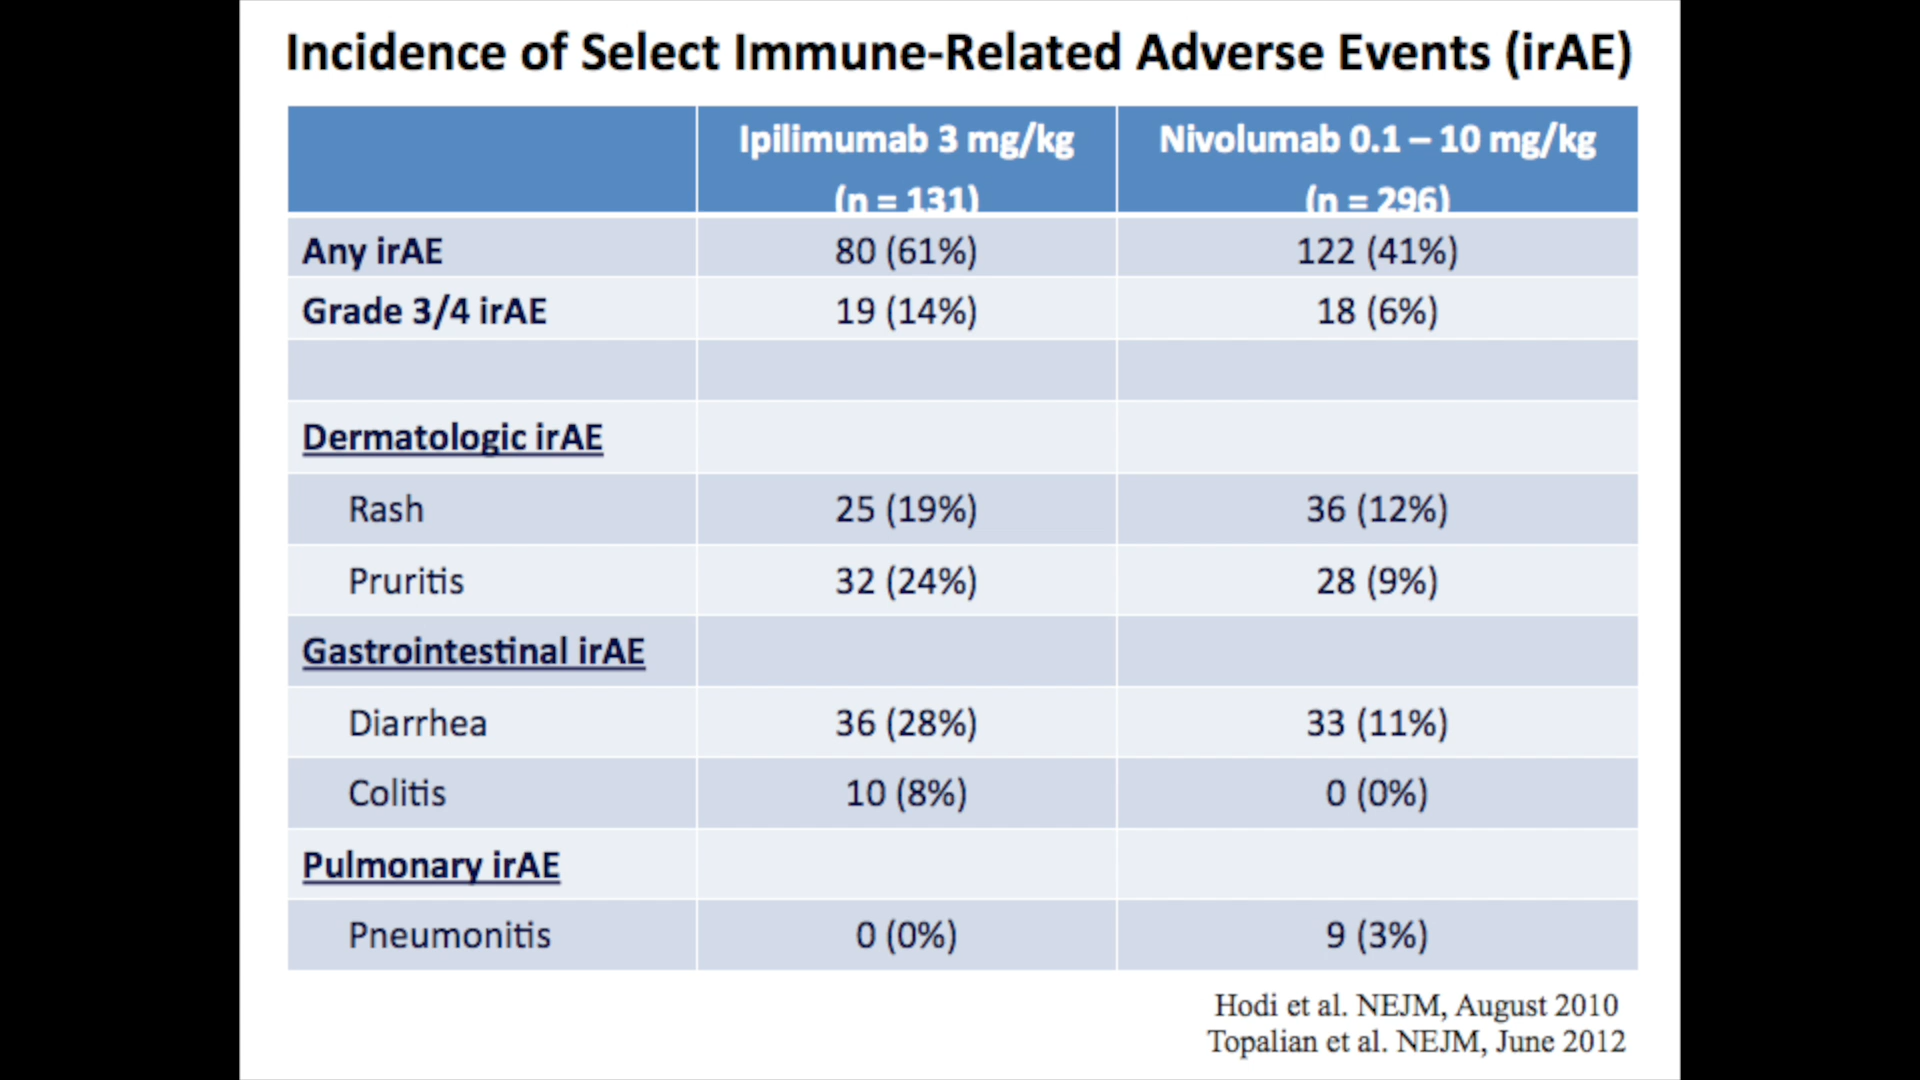 Incidence of Select Immune-Related Adverse Events (irAE)
Ipilimumab 3 mg/kg Nivolumab 0.1 – 10 mg/kg
(n = 131) (n = 296)
Any irAE 80 (61%) 122 (41%)
Grade 3/4 irAE 19 (14%) 18 (6%)
Dermatologic irAE
Rash 25 (19%) 36 (12%)
Pruritis 32 (24%) 28 (9%)
Gastrointestinal irAE
Diarrhea 36 (28%) 33 (11%)
Colitis 10 (8%) 0 (0%)
Pulmonary irAE
Pneumonitis 0 (0%) 9 (3%)
Hodi et al. NEJM, August 2010
Topalian et al. NEJM, June 2012